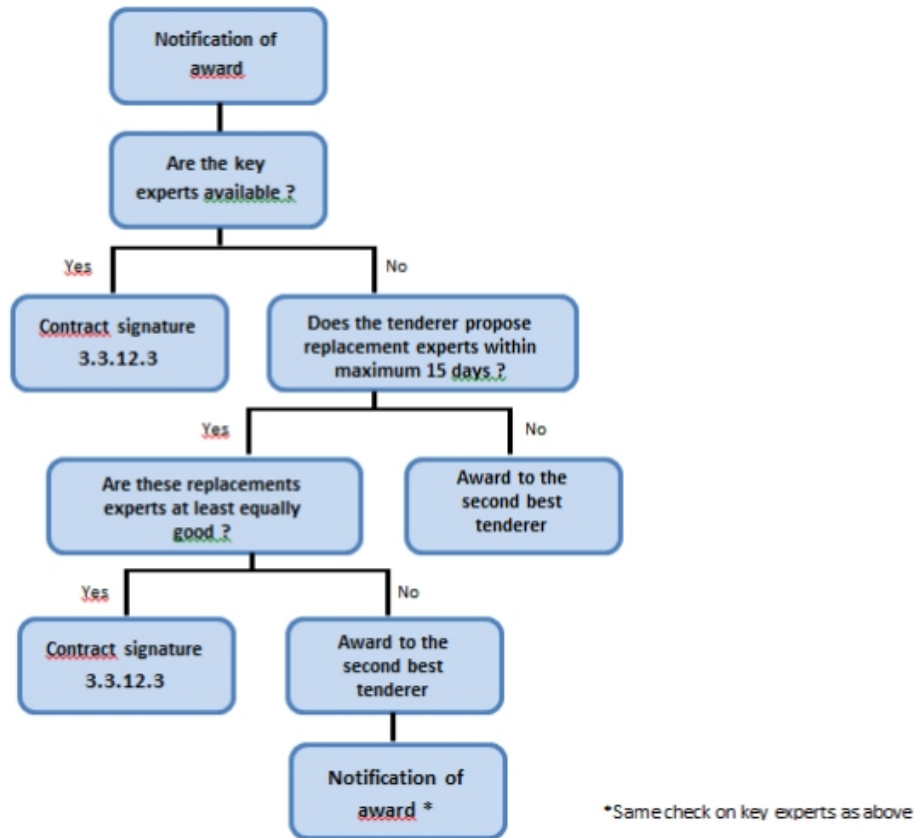 Notification of
award
Are the key
experts available ?
Yes
No
Contract signature
3.3.12.3
Does the tenderer propose
replacement experts within
maximum 15 days ?
Yes
No
Are these replacements
experts at least equally
good ?
Award to the
second best
tenderer
Yes
No
Contract signature
3.3.12.3
Award to the
second best
tenderer
Notification of
award *
*Same check on key experts as above